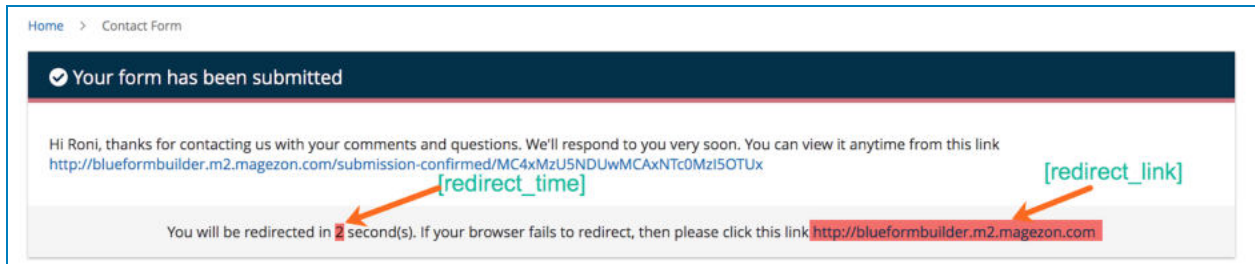 Home > Contact Form
Your form has been submitted
Hi Roni, thanks for contacting us with your comments and questions. We'll respond to you very soon. You can view it anytime from this link
http://blueformbuilder.m2.magezon.com/submission-confirmed/MC4xMzU5NDUwMCAxNTc0MzI5OTUx
[redirect_time]
[redirect_link]
You will be redirected in 2 second(s). If your browser fails to redirect, then please click this link http://blueformbuilder.m2.magezon.com